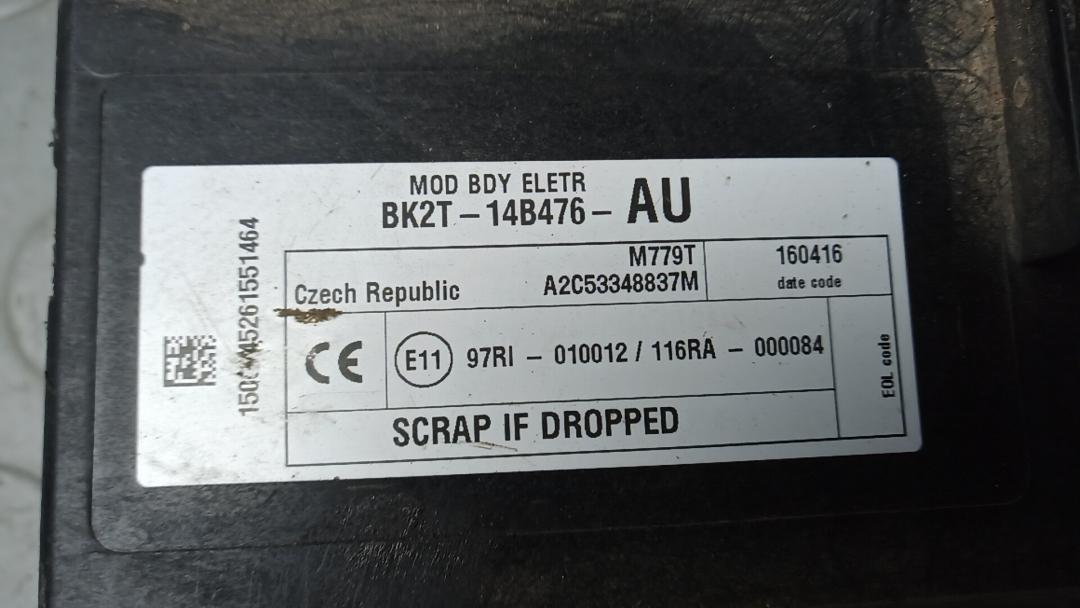 MOD BDY ELETR
BK2T-14B476- AU
M779T
Czech Republic A2C53348837M
160416
date code
CE E11 97RI - 010012 / 116RA - 000084
EOL code
SCRAP IF DROPPED